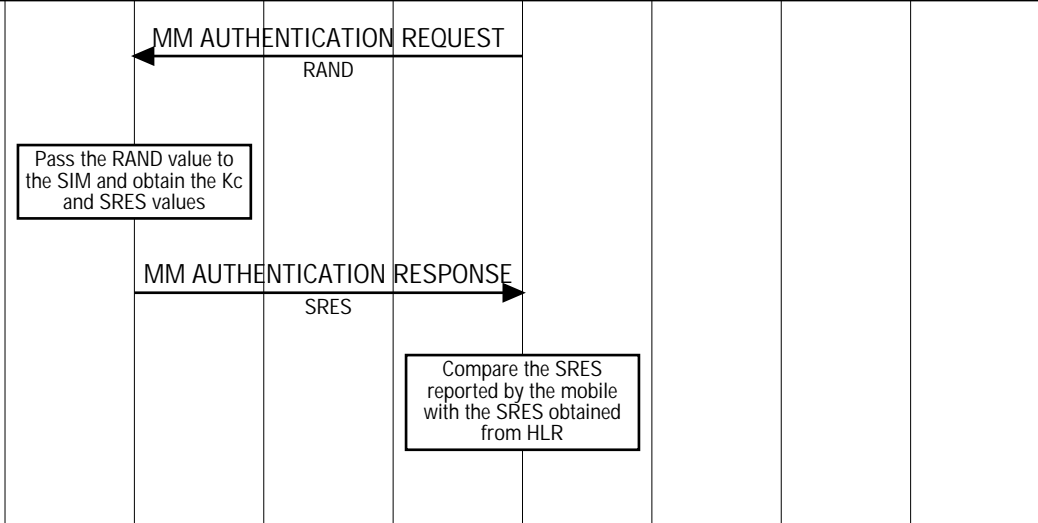 MM AUTHENTICATION REQUEST
RAND
Pass the RAND value to
the SIM and obtain the Kc
and SRES values
MM AUTHENTICATION RESPONSE
SRES
Compare the SRES
reported by the mobile
with the SRES obtained
from HLR